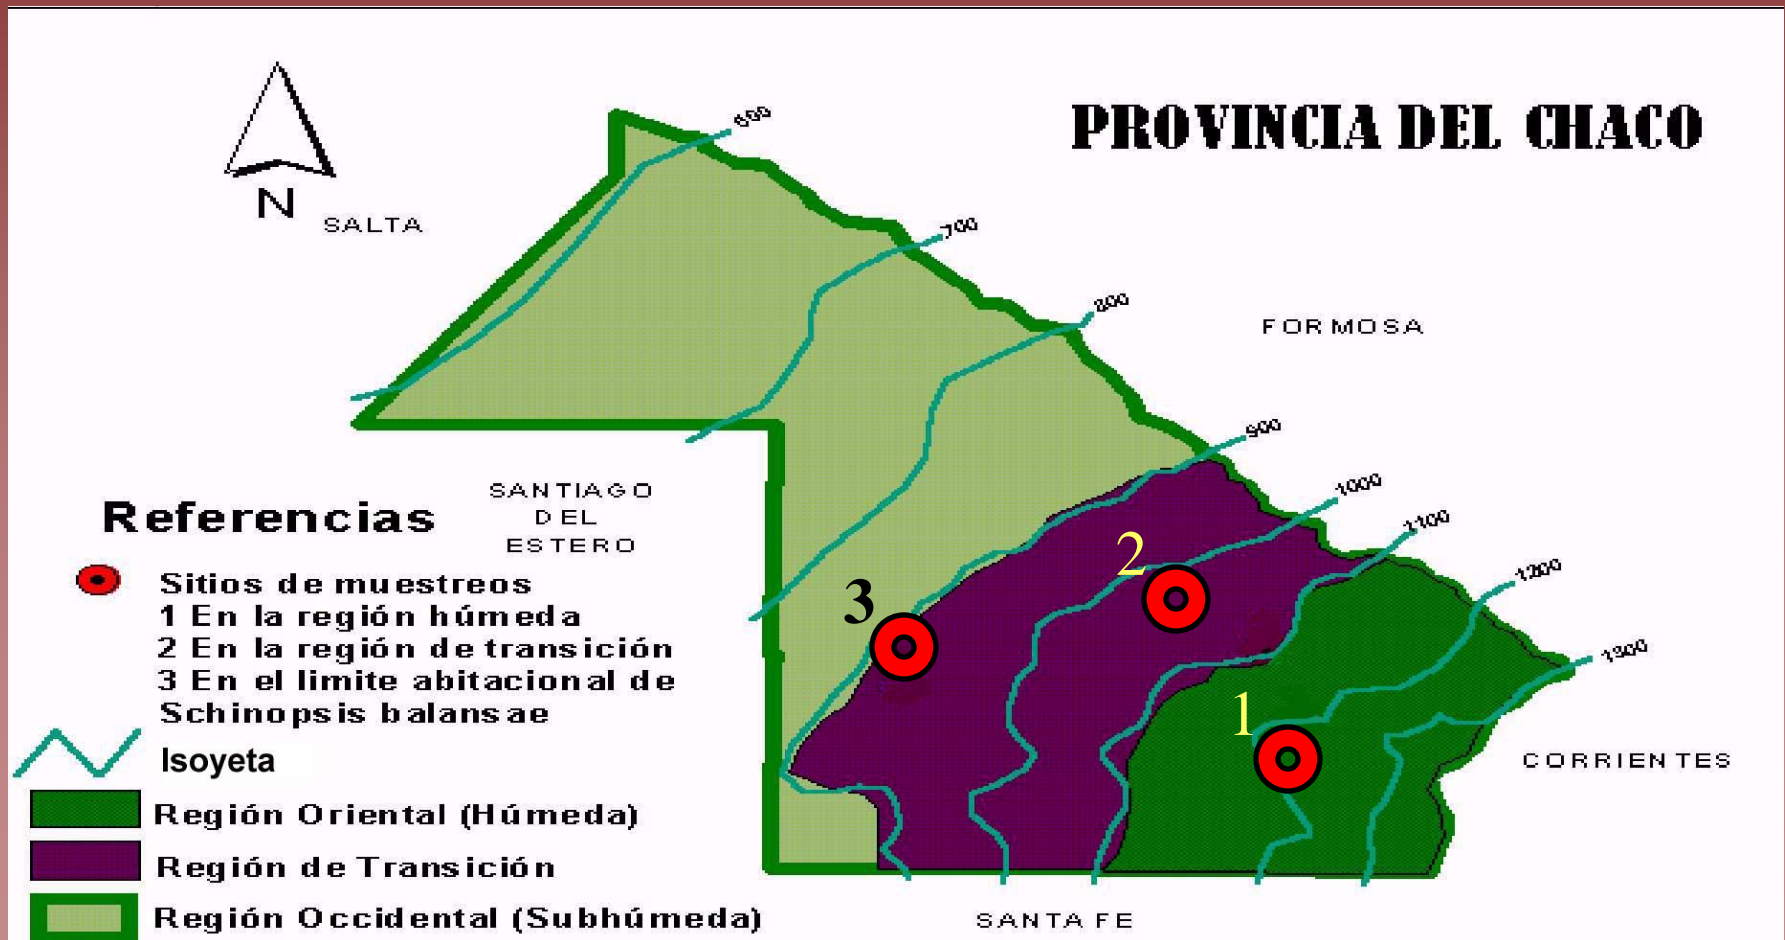 PROVINCIA DEL CHACO
N
SALTA
600
700
800
FORMOSA
900
1000
1100
1200
1300
SANTIAGO
DEL
ESTERO
3
2
1
CORRIENTES
SANTA FE
Referencias
Sitios de muestreos
1 En la región húmeda
2 En la región de transición
3 En el limite abitacional de
Schinopsis balansae
Isoyeta
Región Oriental (Húmeda)
Región de Transición
Región Occidental (Subhúmeda)